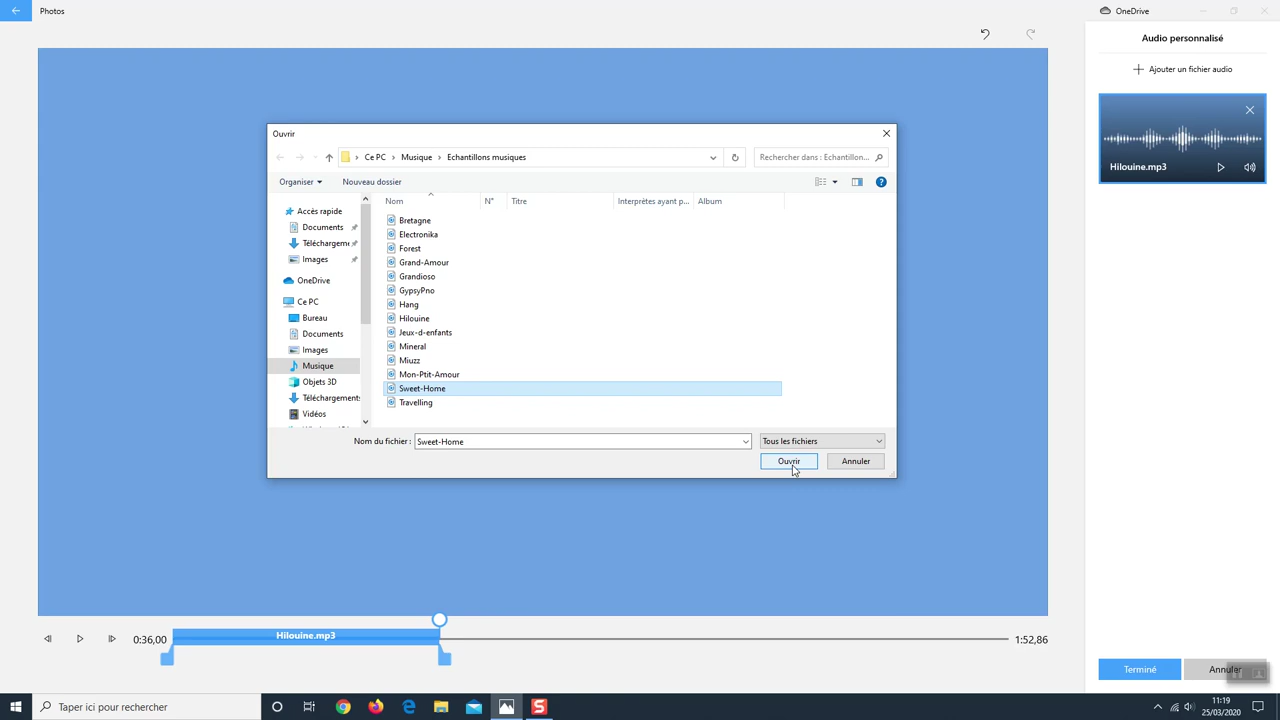 Photos
OneDrive
Audio personnalisé
Ajouter un fichier audio
Hilouine.mp3
Ouvrir
Ce PC > Musique > Echantillons musiques
Rechercher dans : Echantillon...
Organiser
Nouveau dossier
Nom
N°
Titre
Interprètes ayant p...
Album
Accès rapide
Documents
Téléchargeme
Images
OneDrive
Ce PC
Bureau
Documents
Images
Musique
Objets 3D
Téléchargements
Vidéos
Bretagne
Electronika
Forest
Grand-Amour
Grandioso
GypsyPno
Hang
Hilouine
Jeux-d-enfants
Mineral
Miuzz
Mon-Ptit-Amour
Sweet-Home
Travelling
Nom du fichier :
Sweet-Home
Tous les fichiers
Ouvrir
Annuler
0:36,00
Hilouine.mp3
1:52,86
Terminé
Annuler
Taper ici pour rechercher
11:19
25/03/2020